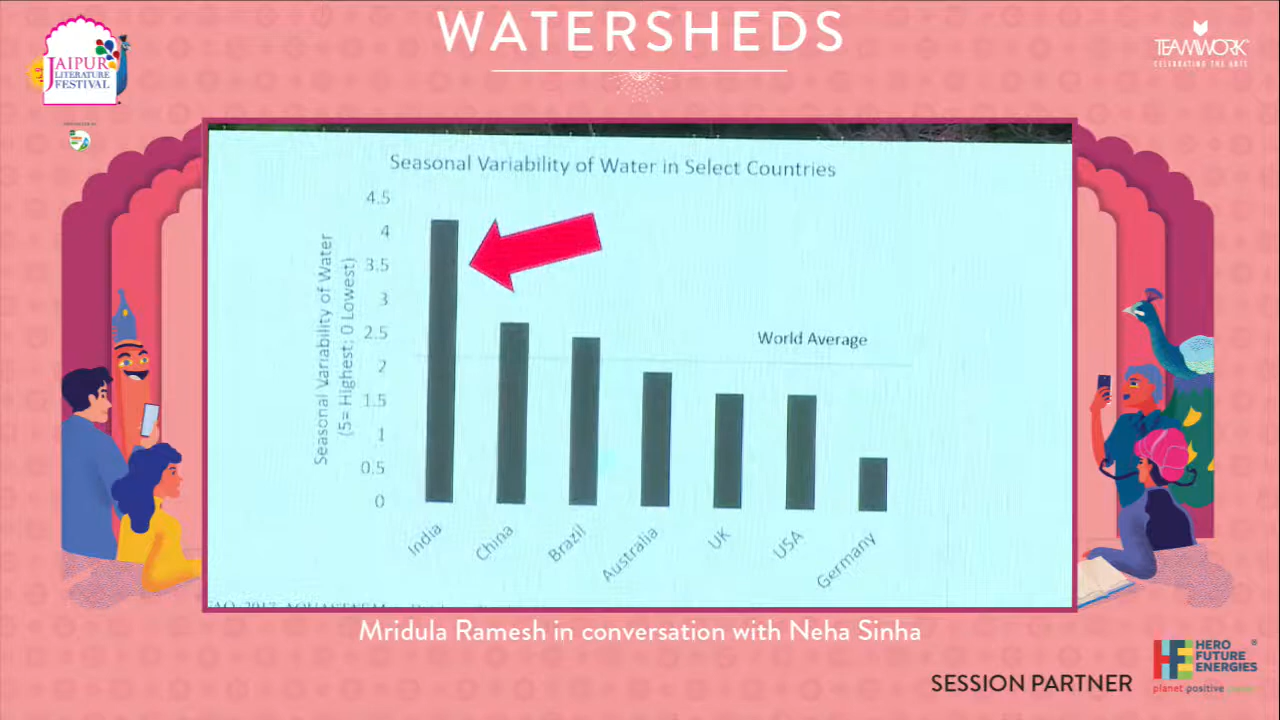 WATERSHEDS
JAIPUR
LITERATURE
FESTIVAL
TEAMWORK
CELEBRATING THE ARTS
Seasonal Variability of Water in Select Countries
Seasonal Variability of Water
(5= Highest; 0 Lowest)
4.5
4
3.5
3
2.5
2
1.5
1
0.5
0
World Average
India
China
Brazil
Australia
UK
USA
Germany
Mridula Ramesh in conversation with Neha Sinha
SESSION PARTNER
HERO
FUTURE
ENERGIES
planet positive